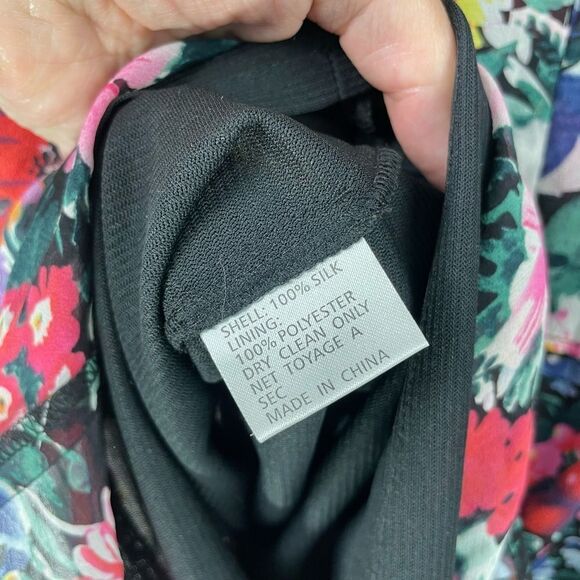 SHELL: 100% SILK
LINING:
100% POLYESTER
DRY CLEAN ONLY
NET TOYAGE A
SEC
MADE IN CHINA